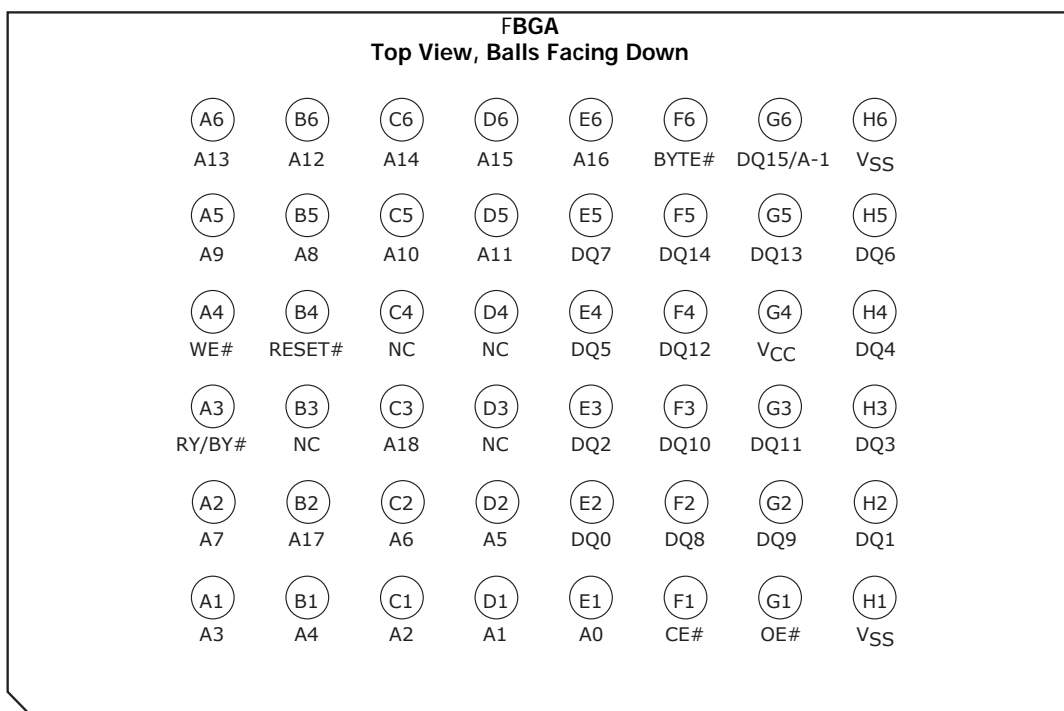 FBGA
Top View, Balls Facing Down
A6 B6 C6 D6 E6 F6 G6 H6
A13 A12 A14 A15 A16 BYTE# DQ15/A-1 VSS
A5 B5 C5 D5 E5 F5 G5 H5
A9 A8 A10 A11 DQ7 DQ14 DQ13 DQ6
A4 B4 C4 D4 E4 F4 G4 H4
WE# RESET# NC NC DQ5 DQ12 VCC DQ4
A3 B3 C3 D3 E3 F3 G3 H3
RY/BY# NC A18 NC DQ2 DQ10 DQ11 DQ3
A2 B2 C2 D2 E2 F2 G2 H2
A7 A17 A6 A5 DQ0 DQ8 DQ9 DQ1
A1 B1 C1 D1 E1 F1 G1 H1
A3 A4 A2 A1 A0 CE# OE# VSS